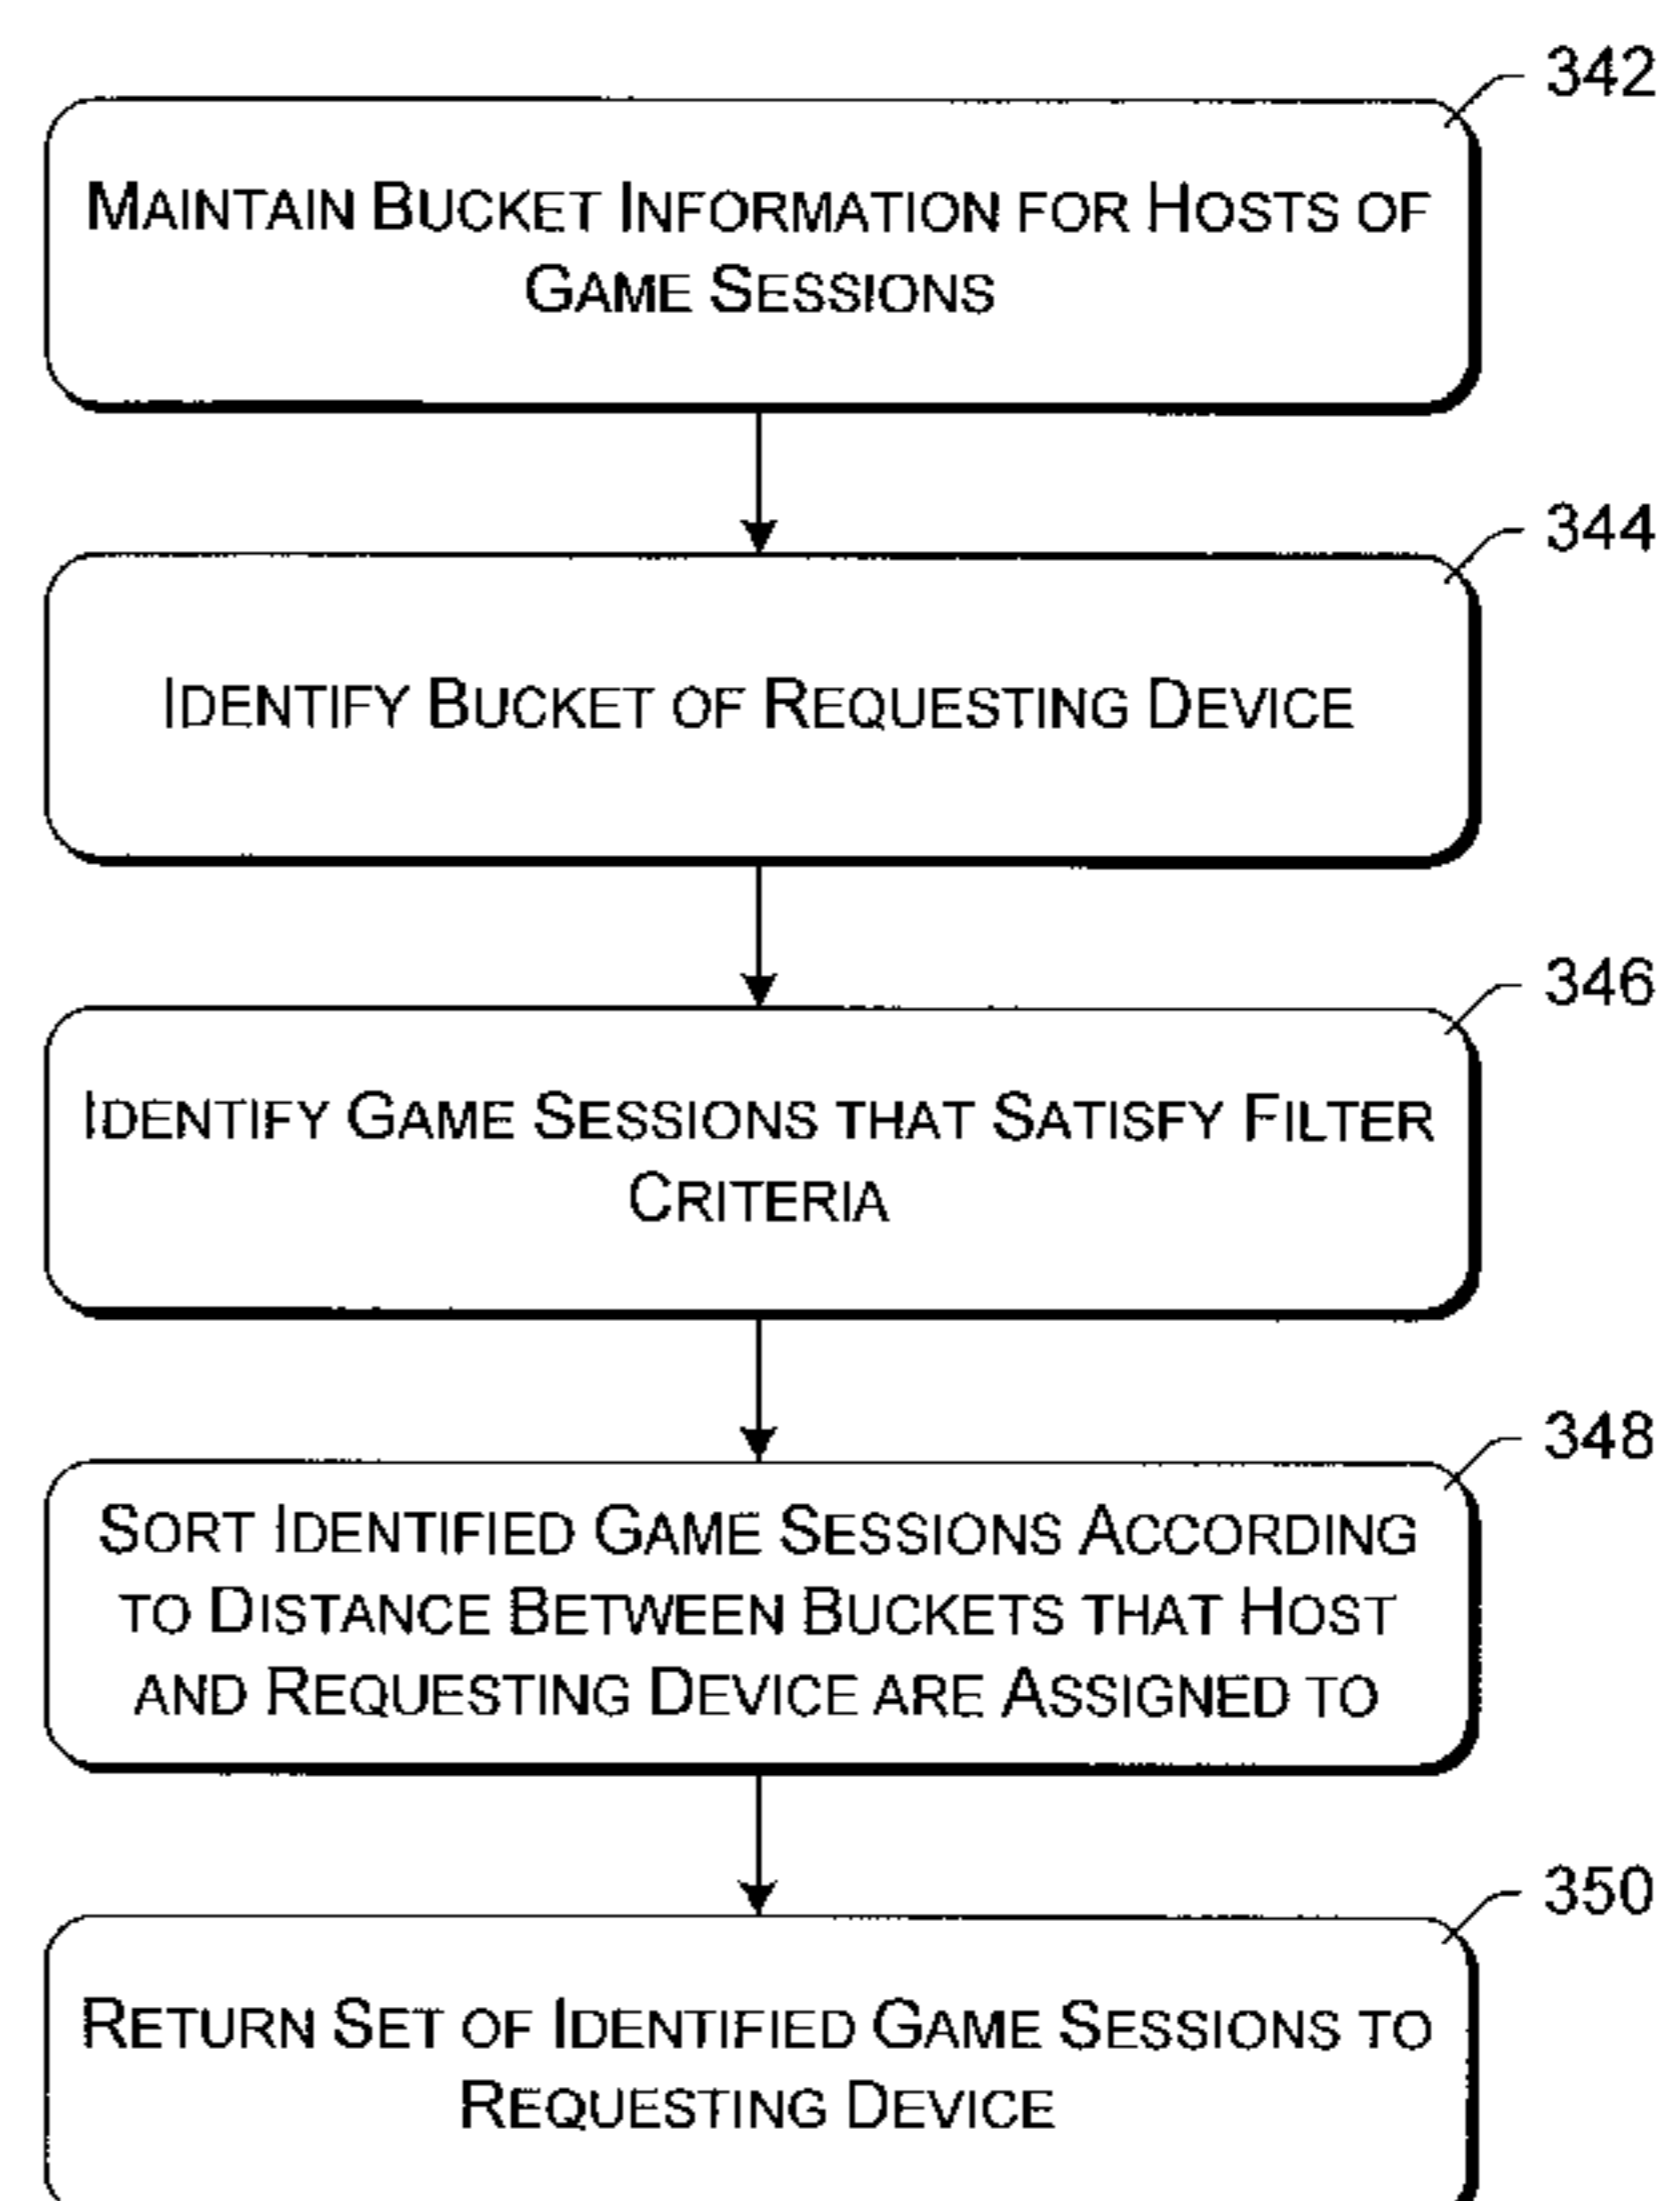 342
MAINTAIN BUCKET INFORMATION FOR HOSTS OF
GAME SESSIONS
344
IDENTIFY BUCKET OF REQUESTING DEVICE
346
IDENTIFY GAME SESSIONS THAT SATISFY FILTER
CRITERIA
348
SORT IDENTIFIED GAME SESSIONS ACCORDING
TO DISTANCE BETWEEN BUCKETS THAT HOST
AND REQUESTING DEVICE ARE ASSIGNED TO
350
RETURN SET OF IDENTIFIED GAME SESSIONS TO
REQUESTING DEVICE